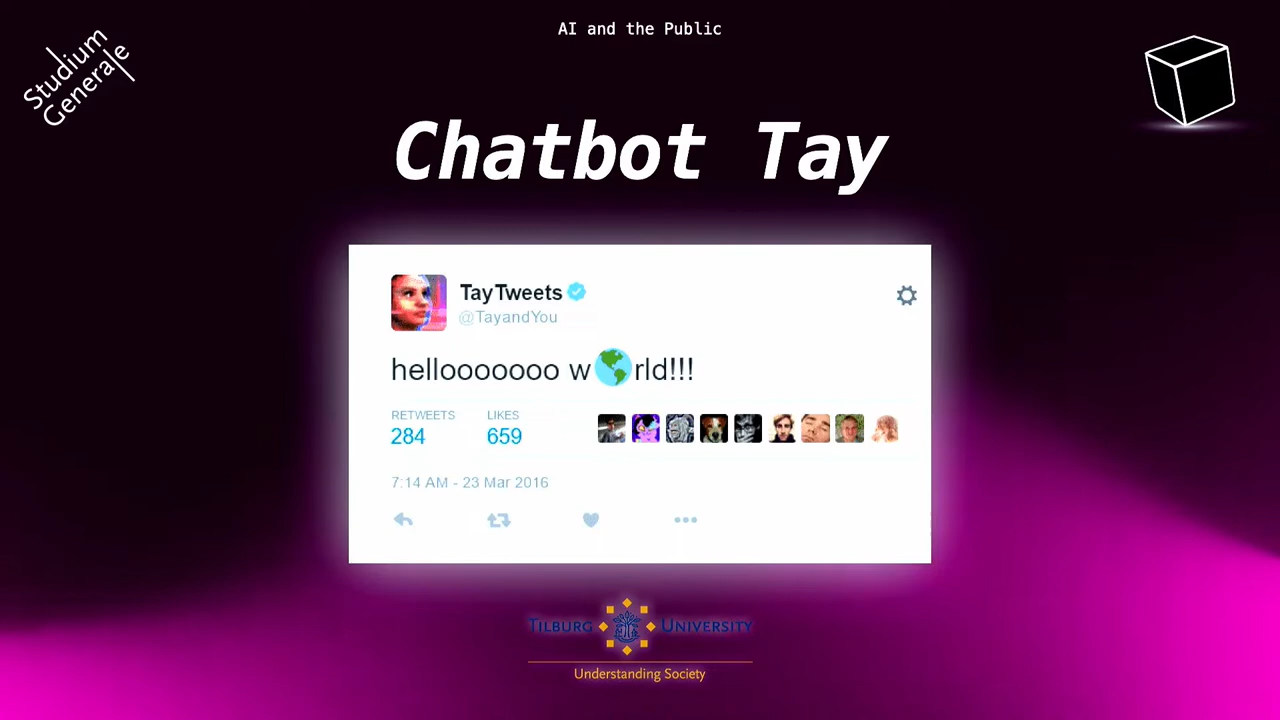 AI and the Public
Studium
Generale
Chatbot Tay
TayTweets
@TayandYou
hellooooooo w🌎rld!!!
RETWEETS LIKES
284 659
7:14 AM - 23 Mar 2016
TILBURG UNIVERSITY
Understanding Society